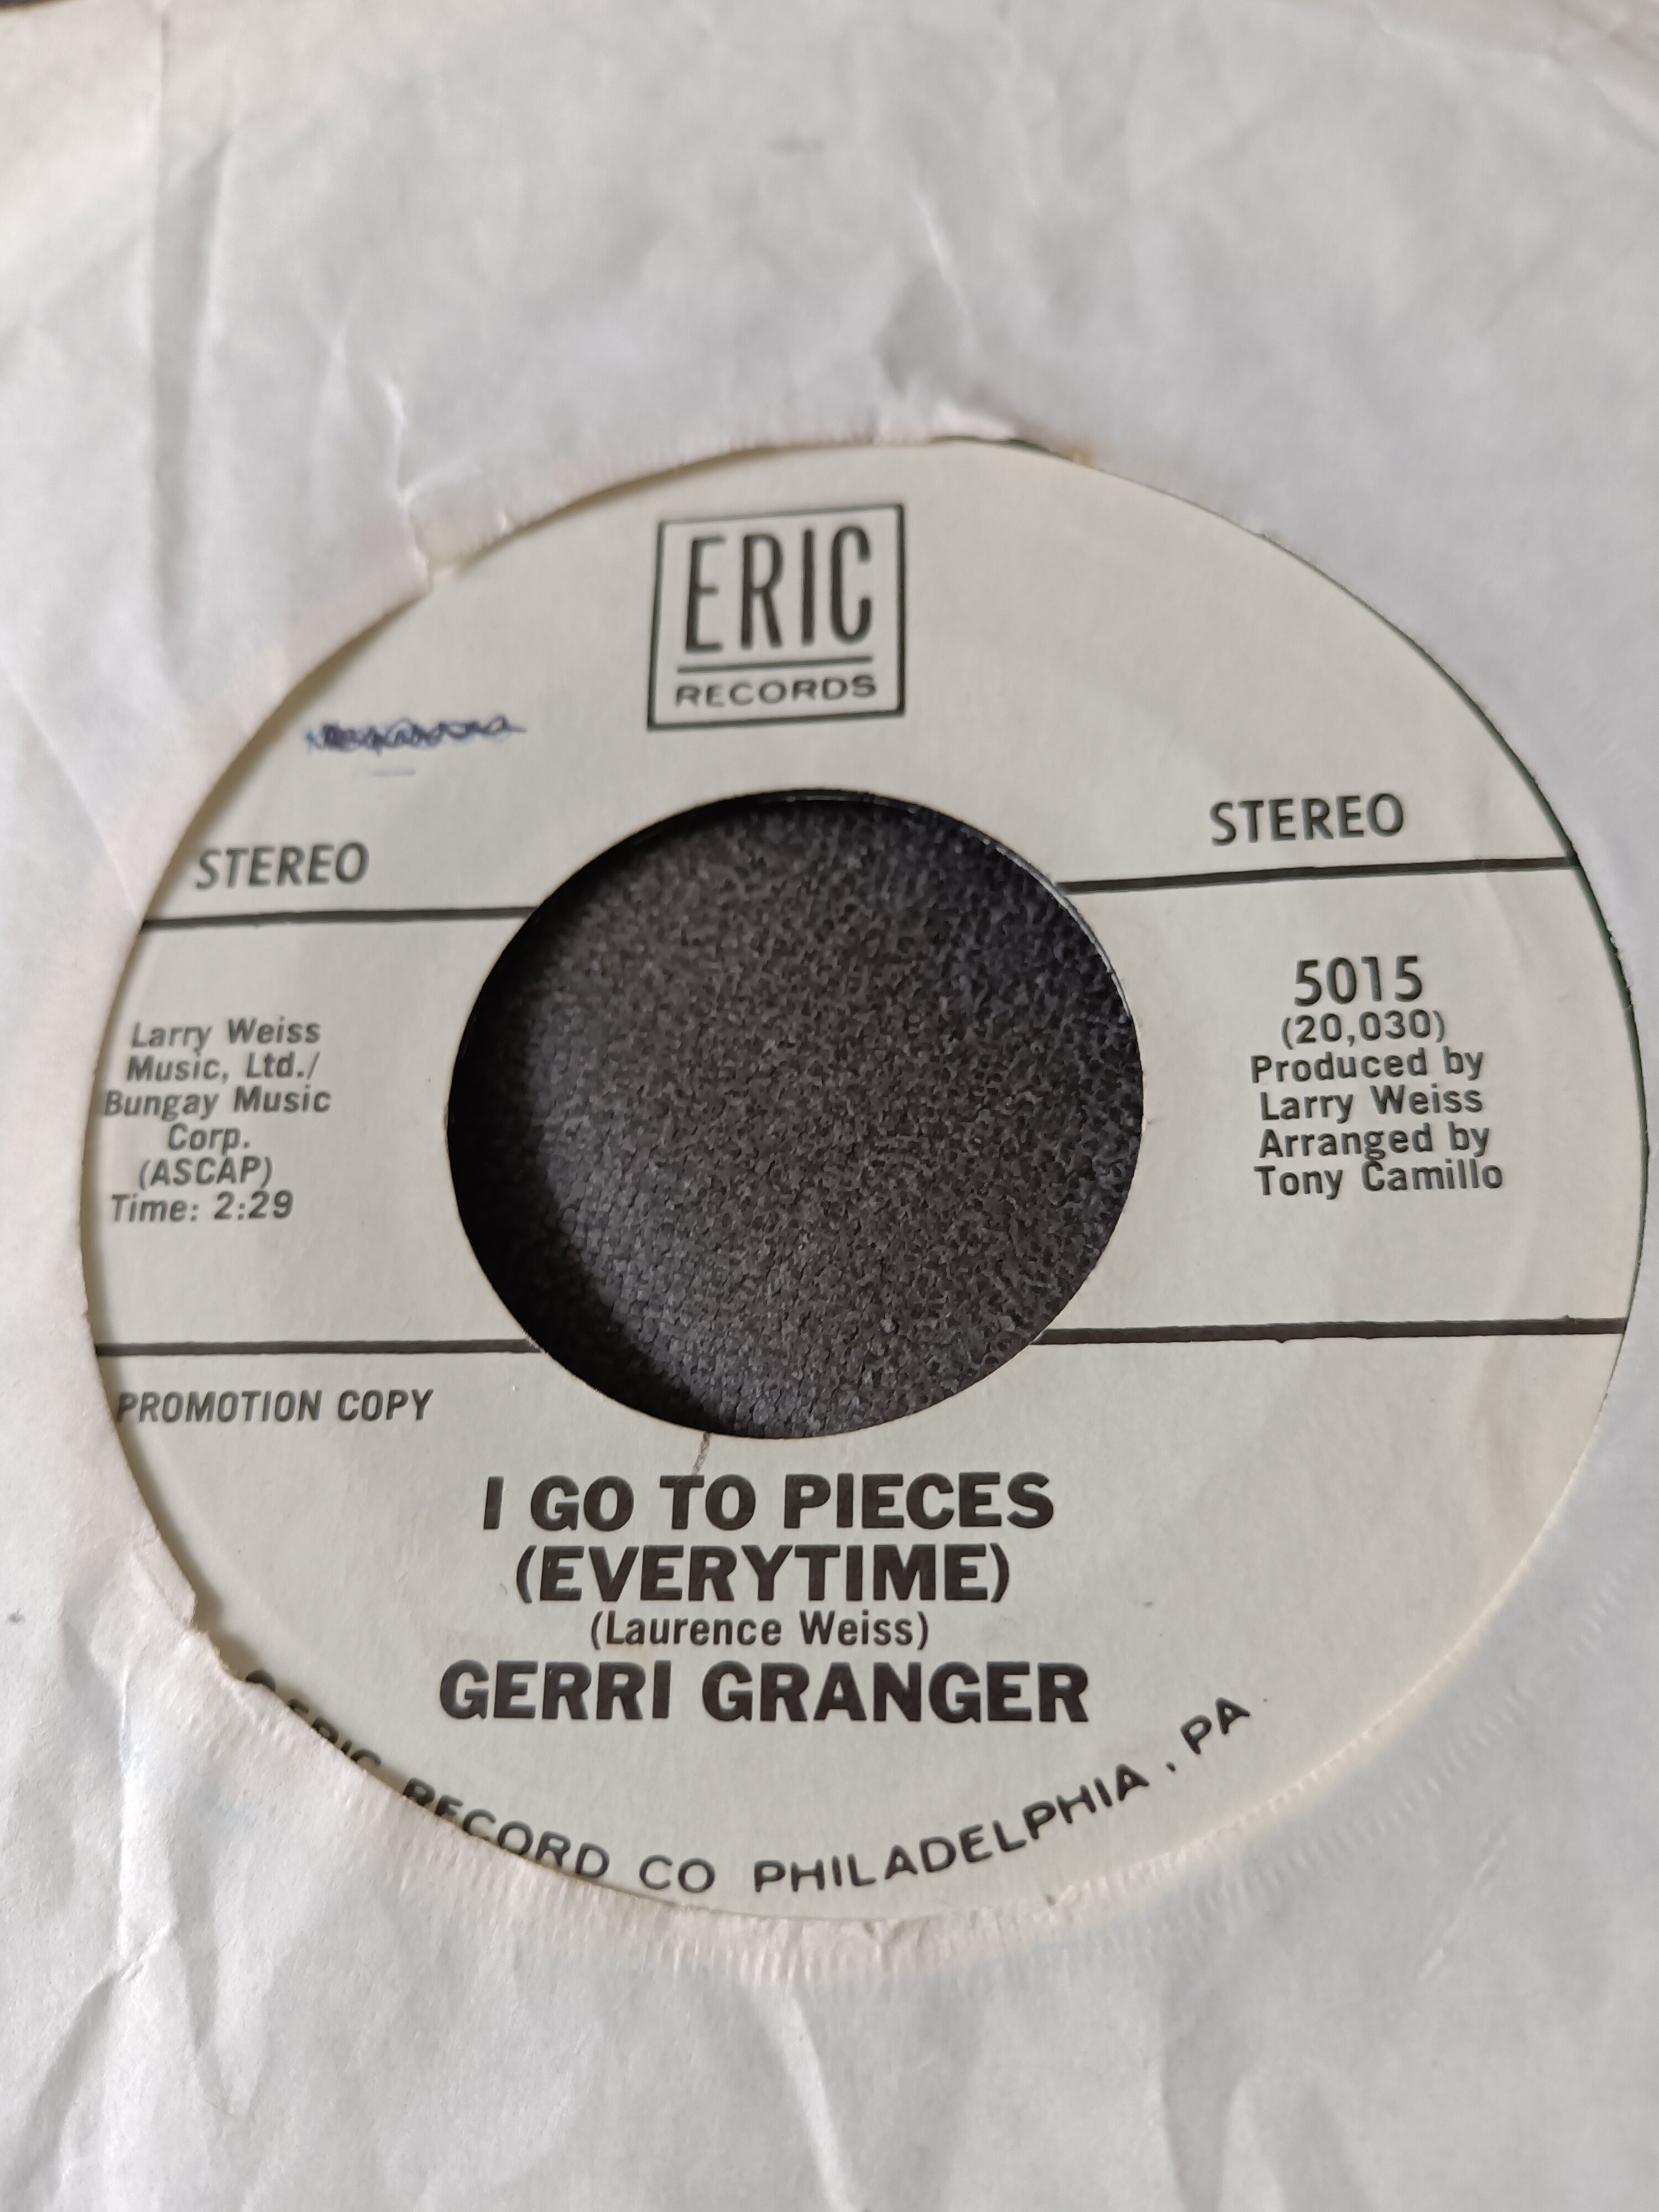 ERIC
RECORDS
STEREO
STEREO
Larry Weiss
Music, Ltd./
Bungay Music
Corp.
(ASCAP)
Time: 2:29
5015
(20,030)
Produced by
Larry Weiss
Arranged by
Tony Camillo
PROMOTION COPY
I GO TO PIECES
(EVERYTIME)
(Laurence Weiss)
GERRI GRANGER
ERIC RECORD CO PHILADELPHIA, PA